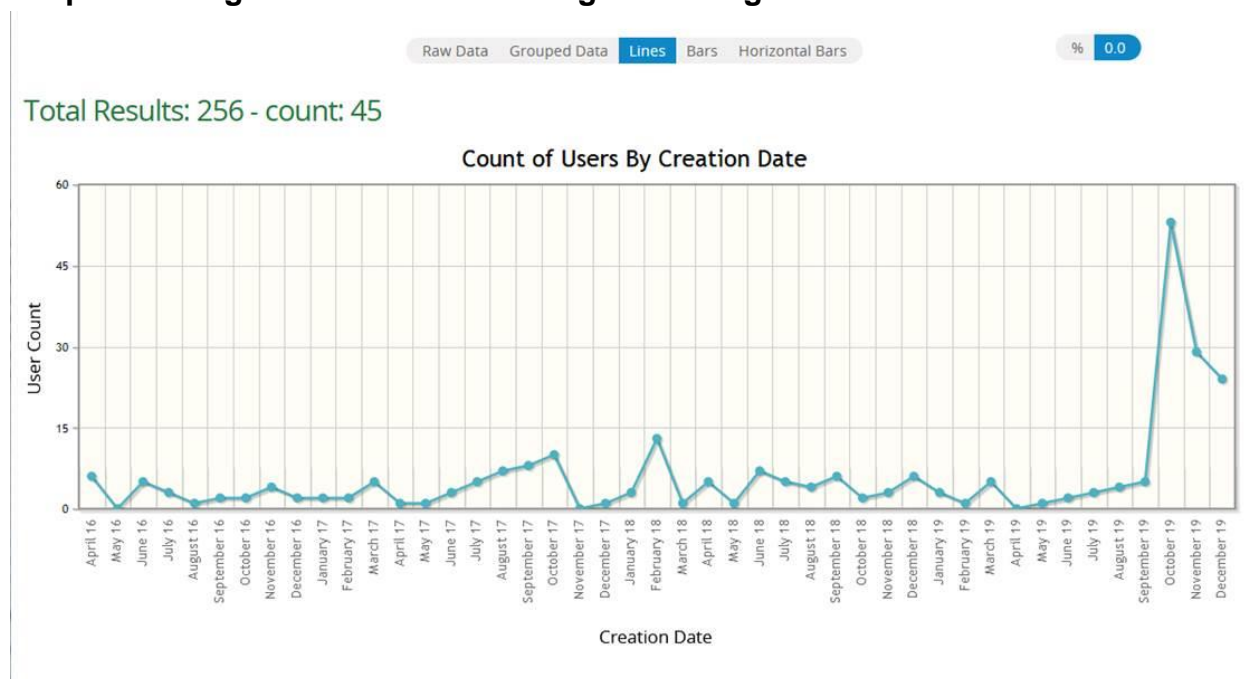 Raw Data Grouped Data Lines Bars Horizontal Bars
% 0.0
Total Results: 256 - count: 45
Count of Users By Creation Date
60
45
30
15
0
User Count
April 16
May 16
June 16
July 16
August 16
September 16
October 16
November 16
December 16
January 17
February 17
March 17
April 17
May 17
June 17
July 17
August 17
September 17
October 17
November 17
December 17
January 18
February 18
March 18
April 18
May 18
June 18
July 18
August 18
September 18
October 18
November 18
December 18
January 19
February 19
March 19
April 19
May 19
June 19
July 19
August 19
September 19
October 19
November 19
December 19
Creation Date